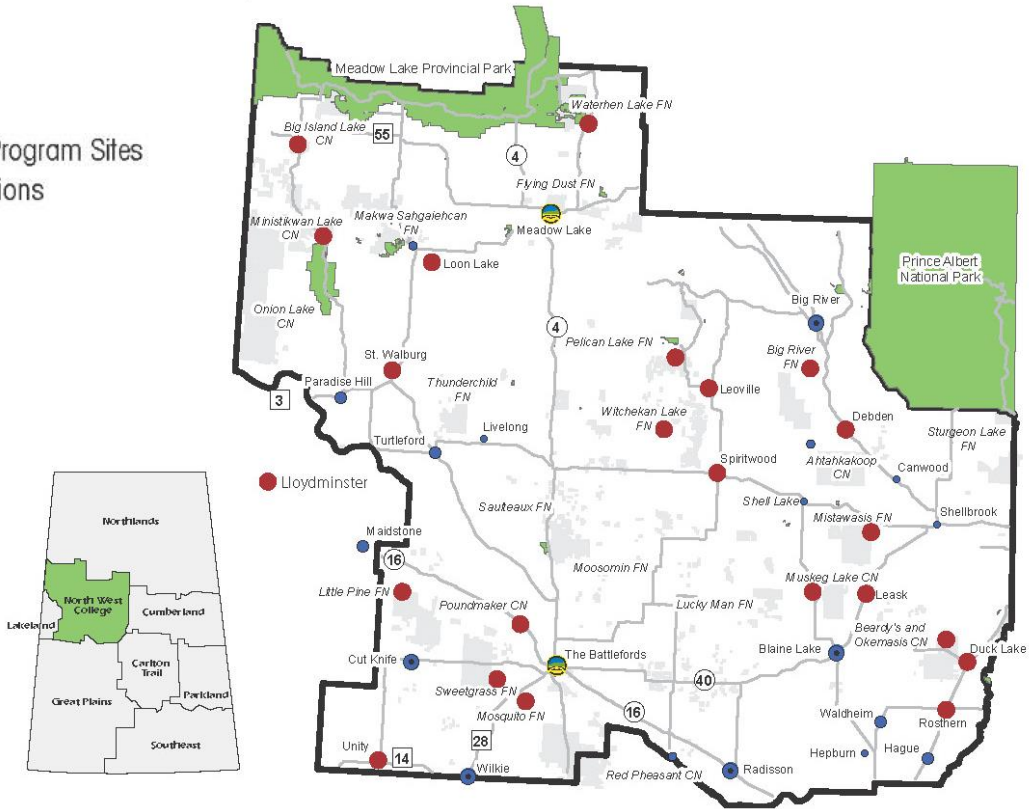 Program Sites
ions
Meadow Lake Provincial Park
Waterhen Lake FN
Big Island Lake
CN
55
4
Flying Dust FN
Meadow Lake
Ministikwan Lake
CN
Makwa Sahgaiehcan
FN
Loon Lake
Prince Albert
National Park
Onion Lake
CN
Big River
4
Pelican Lake FN
Big River
FN
St. Walburg
Paradise Hill
3
Thunderchild
FN
Leoville
Witchekan Lake
FN
Debden
Sturgeon Lake
FN
Livelong
Turtleford
Spiritwood
Ahtahkakoop
CN
Canwood
Lloydminster
Saulteaux FN
Shell Lake
Shellbrook
Mistawasis FN
Maidstone
16
Moosomin FN
Little Pine FN
Poundmaker CN
Lucky Man FN
Muskeg Lake CN
Leask
Beardy's and
Okemasis CN
Duck Lake
Cut Knife
The Battlefords
Blaine Lake
40
Sweetgrass FN
Mosquito FN
16
Waldheim
Rosthern
Unity
14
28
Wilkie
Red Pheasant CN
Radisson
Hepburn
Hague
Northlands
North West
College
Lakeland
Cumberland
Carlton
Trail
Great Plains
Parkland
Southeast